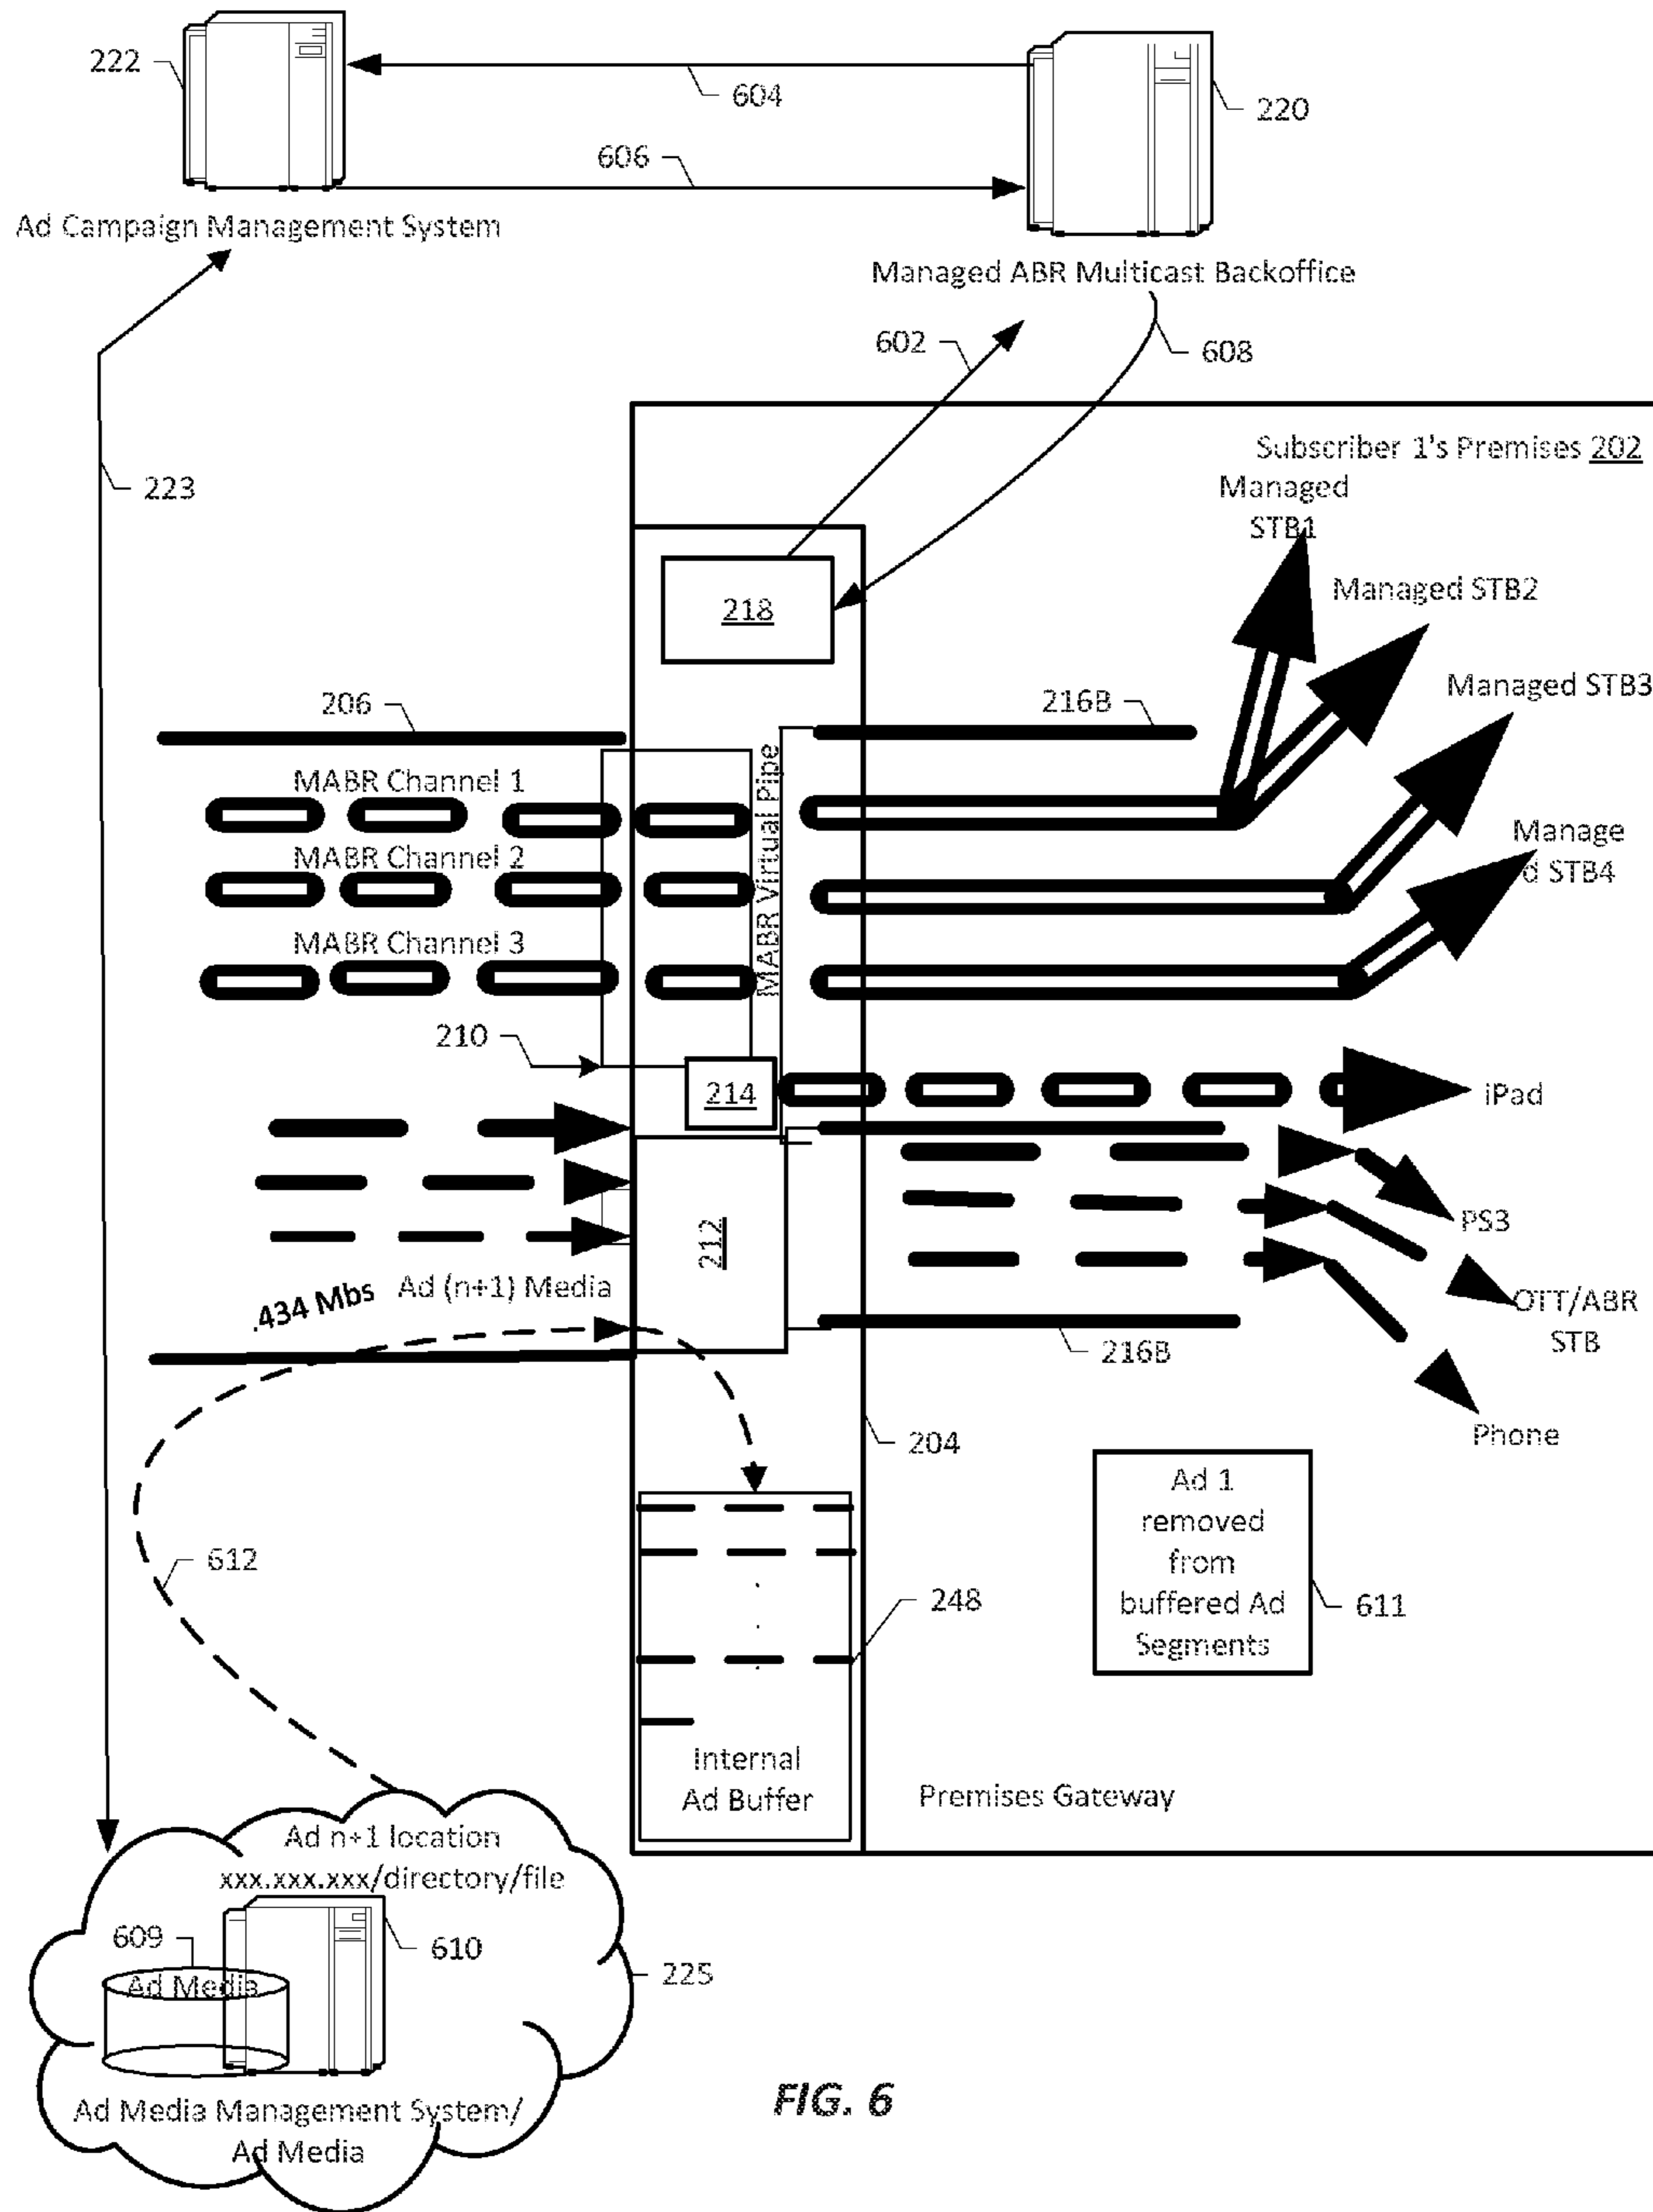 222
604
220
606
Ad Campaign Management System
Managed ABR Multicast Backoffice
602
608
223
Subscriber 1's Premises 202
Managed
STB1
Managed STB2
218
Managed STB3
206
216B
MABR Channel 1
MABR Virtual Pipe
Manage
d STB4
MABR Channel 2
MABR Channel 3
210
214
iPad
212
PS3
.434 Mbs
Ad (n+1) Media
OTT/ABR
STB
216B
Phone
204
Ad 1
removed
from
buffered Ad
Segments
611
612
248
Internal
Ad Buffer
Premises Gateway
Ad n+1 location
xxx.xxx.xxx/directory/file
609
610
Ad Media
225
Ad Media Management System/
Ad Media
FIG. 6